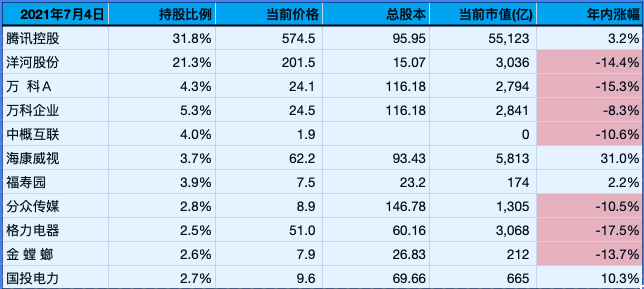 2021年7月4日 持股比例 当前价格 总股本 当前市值(亿) 年内涨幅
腾讯控股 31.8% 574.5 95.95 55,123 3.2%
洋河股份 21.3% 201.5 15.07 3,036 -14.4%
万 科A 4.3% 24.1 116.18 2,794 -15.3%
万科企业 5.3% 24.5 116.18 2,841 -8.3%
中概互联 4.0% 1.9 0 -10.6%
海康威视 3.7% 62.2 93.43 5,813 31.0%
福寿园 3.9% 7.5 23.2 174 2.2%
分众传媒 2.8% 8.9 146.78 1,305 -10.5%
格力电器 2.5% 51.0 60.16 3,068 -17.5%
金 螳 螂 2.6% 7.9 26.83 212 -13.7%
国投电力 2.7% 9.6 69.66 665 10.3%